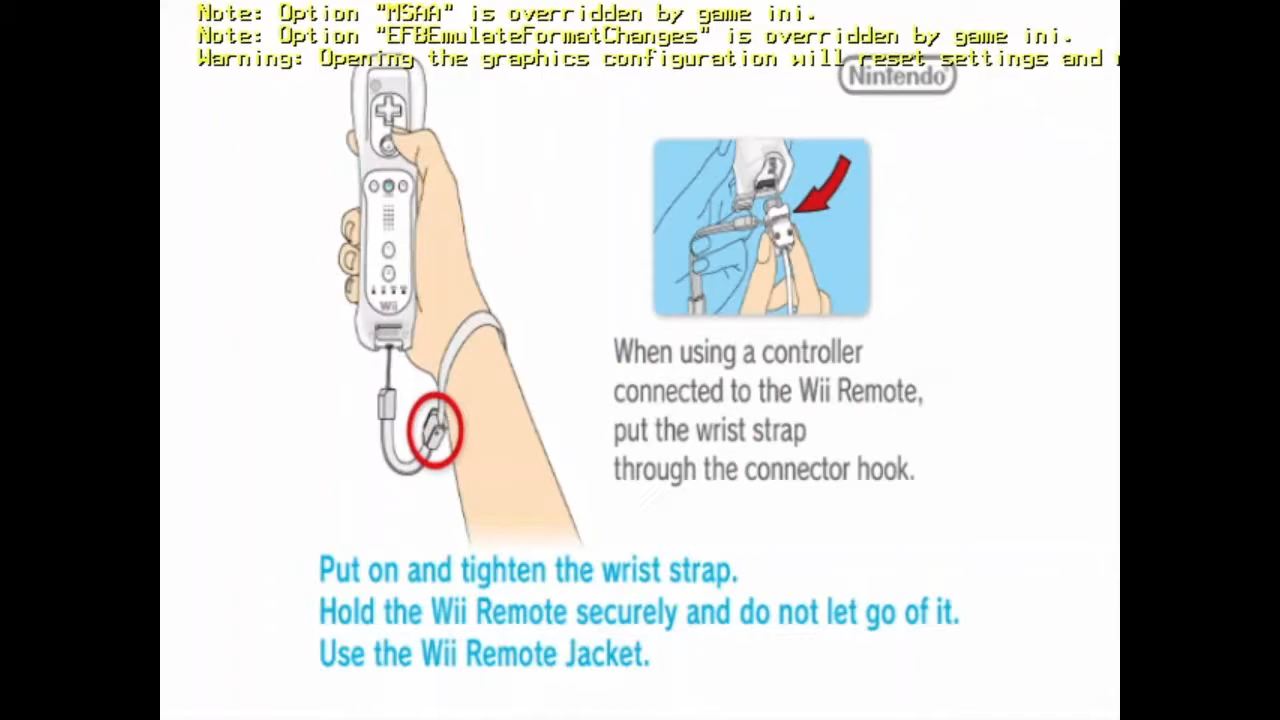 Note: Option "MSAA" is overridden by game ini.
Note: Option "EFBEmulateFormatChanges" is overridden by game ini.
Warning: Opening the graphics configuration will reset settings and
Nintendo®
Wii
When using a controller
connected to the Wii Remote,
put the wrist strap
through the connector hook.
Put on and tighten the wrist strap.
Hold the Wii Remote securely and do not let go of it.
Use the Wii Remote Jacket.